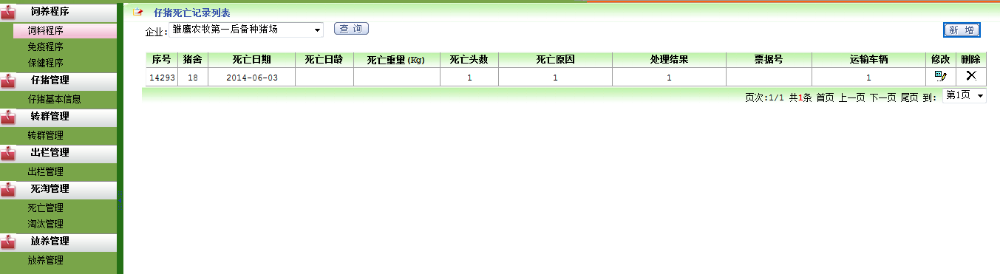 饲养程序
饲料程序
免疫程序
保健程序
仔猪管理
仔猪基本信息
转群管理
转群管理
出栏管理
出栏管理
死淘管理
死亡管理
淘汰管理
放养管理
放养管理
仔猪死亡记录列表
企业: 雏鹰农牧第一后备种猪场 查 询 新 增
序号 猪舍 死亡日期 死亡日龄 死亡重量(Kg) 死亡头数 死亡原因 处理结果 票据号 运输车辆 修改 删除
14293 18 2014-06-03 1 1 1 1
页次:1/1 共1条 首页 上一页 下一页 尾页 到: 第1页